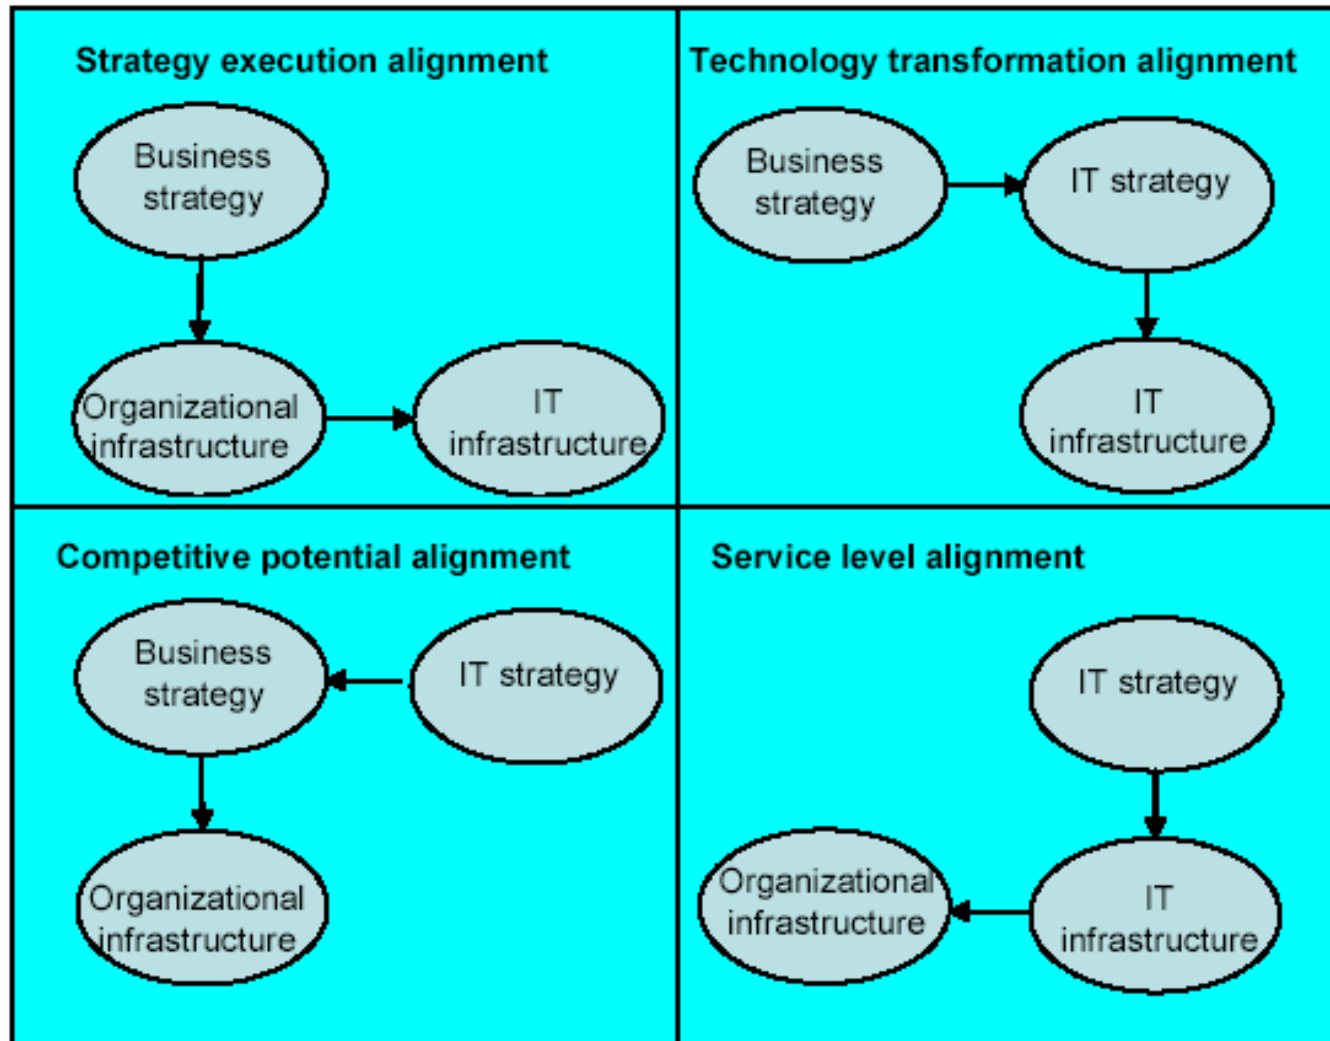 Strategy execution alignment
Business
strategy
Organizational
infrastructure
IT
infrastructure
Technology transformation alignment
Business
strategy
IT strategy
IT
infrastructure
Competitive potential alignment
Business
strategy
IT strategy
Organizational
infrastructure
Service level alignment
IT strategy
Organizational
infrastructure
IT
infrastructure